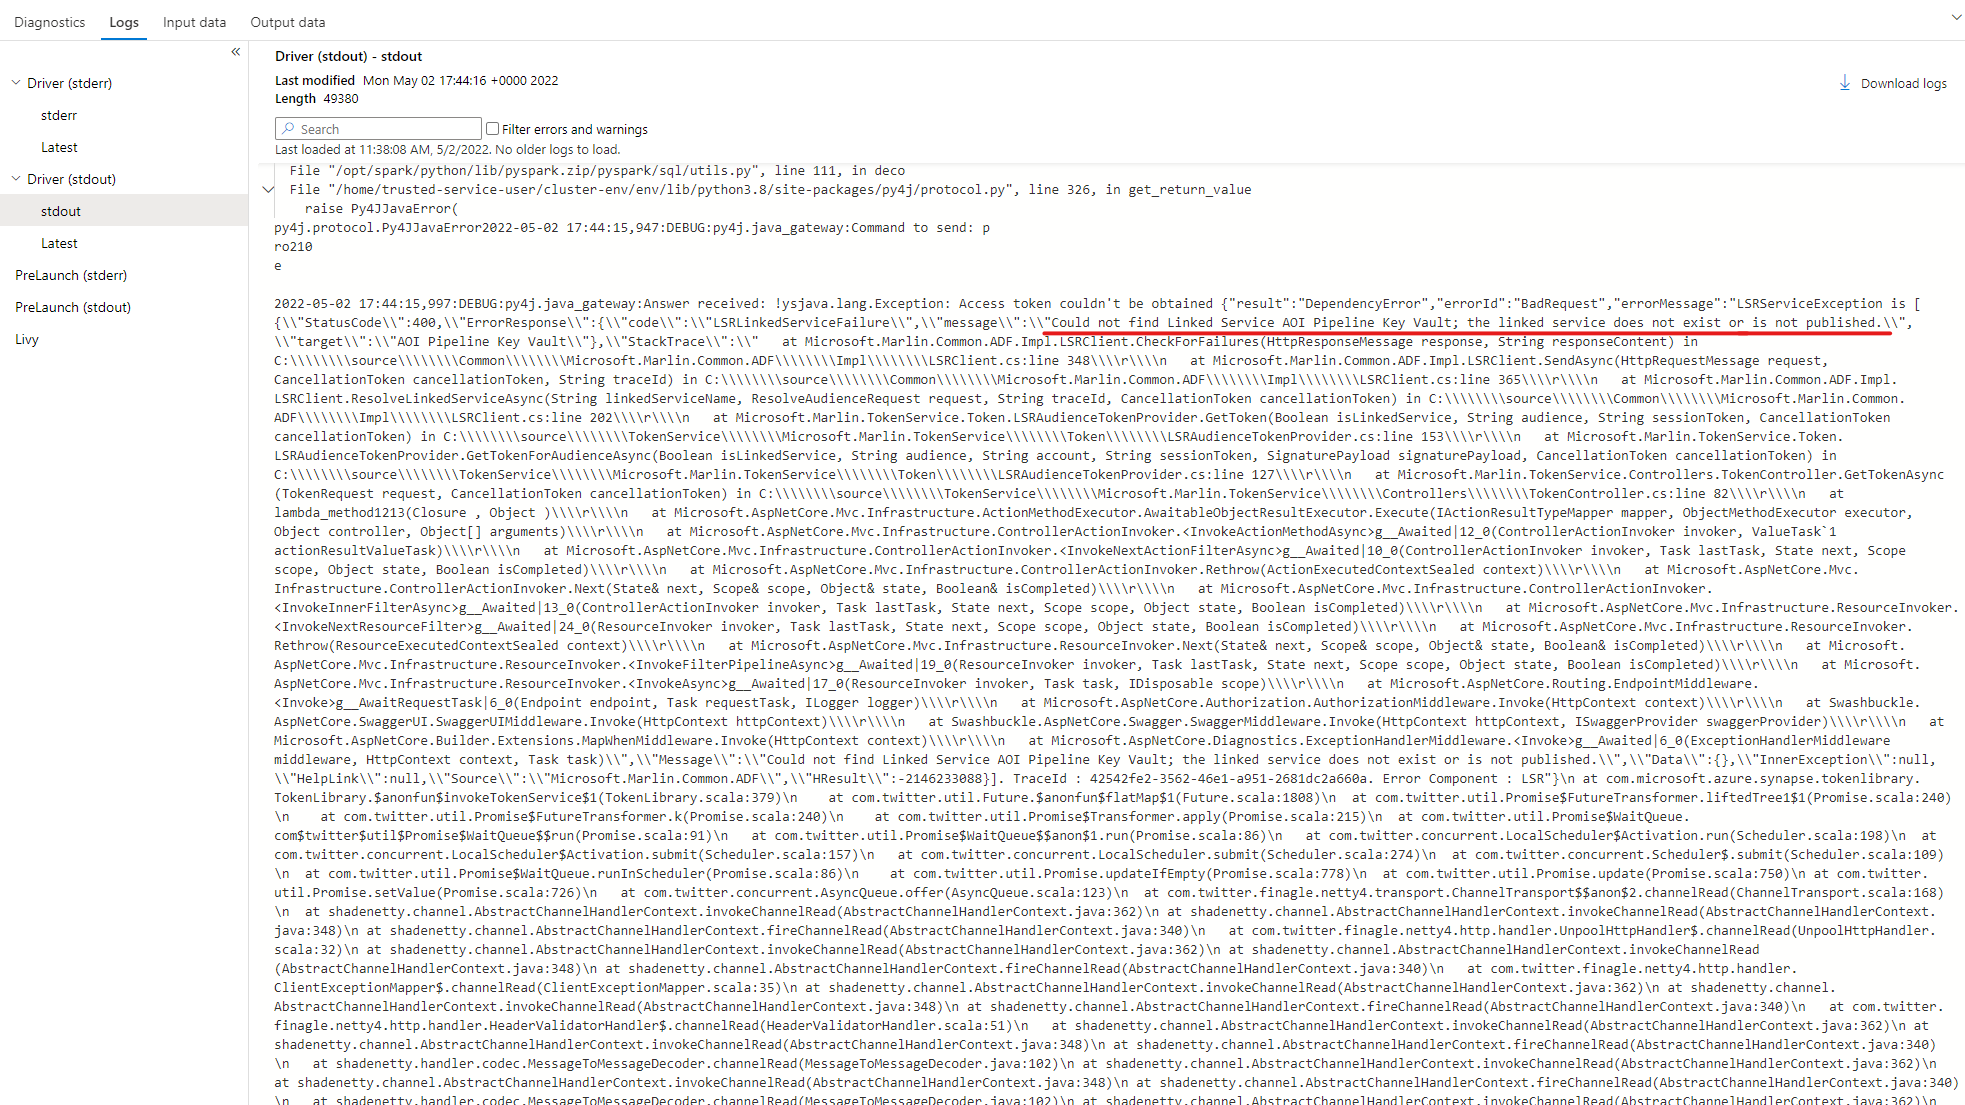 Diagnostics
Logs
Input data
Output data
«
Driver (stderr)
stderr
Latest
Driver (stdout)
stdout
Latest
PreLaunch (stderr)
PreLaunch (stdout)
Livy
Driver (stdout) - stdout
Last modified Mon May 02 17:44:16 +0000 2022
Length 49380
Download logs
Search
Filter errors and warnings
Last loaded at 11:38:08 AM, 5/2/2022. No older logs to load.
File "/opt/spark/python/lib/pyspark.zip/pyspark/sql/utils.py", line 111, in deco
File "/home/trusted-service-user/cluster-env/env/lib/python3.8/site-packages/py4j/protocol.py", line 326, in get_return_value
raise Py4JJavaError(
py4j.protocol.Py4JJavaError2022-05-02 17:44:15,947:DEBUG:py4j.java_gateway:Command to send: p
ro210
e
2022-05-02 17:44:15,997:DEBUG:py4j.java_gateway:Answer received: !ysjava.lang.Exception: Access token couldn't be obtained {"result":"DependencyError","errorId":"BadRequest","errorMessage":"LSRServiceException is [
{\\"StatusCode\\":400,\\"ErrorResponse\\":{\\"code\\":\\"LSRLinkedServiceFailure\\",\\"message\\":\\"Could not find Linked Service AOI Pipeline Key Vault; the linked service does not exist or is not published.\\",
\\"target\\":\\"AOI Pipeline Key Vault\\"},\\"StackTrace\\":\\"   at Microsoft.Marlin.Common.ADF.Impl.LSRClient.CheckForFailures(HttpResponseMessage response, String responseContent) in
C:\\\\\\\\source\\\\\\\\Common\\\\\\\\Microsoft.Marlin.Common.ADF\\\\\\\\Impl\\\\\\\\LSRClient.cs:line 348\\\\r\\\\n   at Microsoft.Marlin.Common.ADF.Impl.LSRClient.SendAsync(HttpRequestMessage request,
CancellationToken cancellationToken, String traceId) in C:\\\\\\\\source\\\\\\\\Common\\\\\\\\Microsoft.Marlin.Common.ADF\\\\\\\\Impl\\\\\\\\LSRClient.cs:line 365\\\\r\\\\n   at Microsoft.Marlin.Common.ADF.Impl.
LSRClient.ResolveLinkedServiceAsync(String linkedServiceName, ResolveAudienceRequest request, String traceId, CancellationToken cancellationToken) in C:\\\\\\\\source\\\\\\\\Common\\\\\\\\Microsoft.Marlin.Common.
ADF\\\\\\\\Impl\\\\\\\\LSRClient.cs:line 202\\\\r\\\\n   at Microsoft.Marlin.TokenService.Token.LSRAudienceTokenProvider.GetToken(Boolean isLinkedService, String audience, String sessionToken, CancellationToken
cancellationToken) in C:\\\\\\\\source\\\\\\\\TokenService\\\\\\\\Microsoft.Marlin.TokenService\\\\\\\\Token\\\\\\\\LSRAudienceTokenProvider.cs:line 153\\\\r\\\\n   at Microsoft.Marlin.TokenService.Token.
LSRAudienceTokenProvider.GetTokenForAudienceAsync(Boolean isLinkedService, String audience, String account, String sessionToken, SignaturePayload signaturePayload, CancellationToken cancellationToken) in
C:\\\\\\\\source\\\\\\\\TokenService\\\\\\\\Microsoft.Marlin.TokenService\\\\\\\\Token\\\\\\\\LSRAudienceTokenProvider.cs:line 127\\\\r\\\\n   at Microsoft.Marlin.TokenService.Controllers.TokenController.GetTokenAsync
(TokenRequest request, CancellationToken cancellationToken) in C:\\\\\\\\source\\\\\\\\TokenService\\\\\\\\Microsoft.Marlin.TokenService\\\\\\\\Controllers\\\\\\\\TokenController.cs:line 82\\\\r\\\\n   at
lambda_method1213(Closure , Object )\\\\r\\\\n   at Microsoft.AspNetCore.Mvc.Infrastructure.ActionMethodExecutor.AwaitableObjectResultExecutor.Execute(IActionResultTypeMapper mapper, ObjectMethodExecutor executor,
Object controller, Object[] arguments)\\\\r\\\\n   at Microsoft.AspNetCore.Mvc.Infrastructure.ControllerActionInvoker.<InvokeActionMethodAsync>g__Awaited|12_0(ControllerActionInvoker invoker, ValueTask`1
actionResultValueTask)\\\\r\\\\n   at Microsoft.AspNetCore.Mvc.Infrastructure.ControllerActionInvoker.<InvokeNextActionFilterAsync>g__Awaited|10_0(ControllerActionInvoker invoker, Task lastTask, State next, Scope
scope, Object state, Boolean isCompleted)\\\\r\\\\n   at Microsoft.AspNetCore.Mvc.Infrastructure.ControllerActionInvoker.Rethrow(ActionExecutedContextSealed context)\\\\r\\\\n   at Microsoft.AspNetCore.Mvc.
Infrastructure.ControllerActionInvoker.Next(State& next, Scope& scope, Object& state, Boolean& isCompleted)\\\\r\\\\n   at Microsoft.AspNetCore.Mvc.Infrastructure.ControllerActionInvoker.
<InvokeInnerFilterAsync>g__Awaited|13_0(ControllerActionInvoker invoker, Task lastTask, State next, Scope scope, Object state, Boolean isCompleted)\\\\r\\\\n   at Microsoft.AspNetCore.Mvc.Infrastructure.ResourceInvoker.
<InvokeNextResourceFilter>g__Awaited|24_0(ResourceInvoker invoker, Task lastTask, State next, Scope scope, Object state, Boolean isCompleted)\\\\r\\\\n   at Microsoft.AspNetCore.Mvc.Infrastructure.ResourceInvoker.
Rethrow(ResourceExecutedContextSealed context)\\\\r\\\\n   at Microsoft.AspNetCore.Mvc.Infrastructure.ResourceInvoker.Next(State& next, Scope& scope, Object& state, Boolean& isCompleted)\\\\r\\\\n   at Microsoft.
AspNetCore.Mvc.Infrastructure.ResourceInvoker.<InvokeFilterPipelineAsync>g__Awaited|19_0(ResourceInvoker invoker, Task lastTask, State next, Scope scope, Object state, Boolean isCompleted)\\\\r\\\\n   at Microsoft.
AspNetCore.Mvc.Infrastructure.ResourceInvoker.<InvokeAsync>g__Awaited|17_0(ResourceInvoker invoker, Task task, IDisposable scope)\\\\r\\\\n   at Microsoft.AspNetCore.Routing.EndpointMiddleware.
<Invoke>g__AwaitRequestTask|6_0(Endpoint endpoint, Task requestTask, ILogger logger)\\\\r\\\\n   at Microsoft.AspNetCore.Authorization.AuthorizationMiddleware.Invoke(HttpContext context)\\\\r\\\\n   at Swashbuckle.
AspNetCore.SwaggerUI.SwaggerUIMiddleware.Invoke(HttpContext httpContext)\\\\r\\\\n   at Swashbuckle.AspNetCore.Swagger.SwaggerMiddleware.Invoke(HttpContext httpContext, ISwaggerProvider swaggerProvider)\\\\r\\\\n   at
Microsoft.AspNetCore.Builder.Extensions.MapWhenMiddleware.Invoke(HttpContext context)\\\\r\\\\n   at Microsoft.AspNetCore.Diagnostics.ExceptionHandlerMiddleware.<Invoke>g__Awaited|6_0(ExceptionHandlerMiddleware
middleware, HttpContext context, Task task)\\",\\"Message\\":\\"Could not find Linked Service AOI Pipeline Key Vault; the linked service does not exist or is not published.\\",\\"Data\\":{},\\"InnerException\\":null,
\\"HelpLink\\":null,\\"Source\\":\\"Microsoft.Marlin.Common.ADF\\",\\"HResult\\":-2146233088}]. TraceId : 42542fe2-3562-46e1-a951-2681dc2a660a. Error Component : LSR"}\n at com.microsoft.azure.synapse.tokenlibrary.
TokenLibrary.$anonfun$invokeTokenService$1(TokenLibrary.scala:379)\n   at com.twitter.util.Future.$anonfun$flatMap$1(Future.scala:1808)\n  at com.twitter.util.Promise$FutureTransformer.liftedTree1$1(Promise.scala:240)
\n   at com.twitter.util.Promise$FutureTransformer.k(Promise.scala:240)\n   at com.twitter.util.Promise$Transformer.apply(Promise.scala:215)\n  at com.twitter.util.Promise$WaitQueue.
com$twitter$util$Promise$WaitQueue$$run(Promise.scala:91)\n   at com.twitter.util.Promise$WaitQueue$$anon$1.run(Promise.scala:86)\n   at com.twitter.concurrent.LocalScheduler$Activation.run(Scheduler.scala:198)\n  at
com.twitter.concurrent.LocalScheduler$Activation.submit(Scheduler.scala:157)\n   at com.twitter.concurrent.LocalScheduler.submit(Scheduler.scala:274)\n  at com.twitter.concurrent.Scheduler$.submit(Scheduler.scala:109)
\n  at com.twitter.util.Promise$WaitQueue.runInScheduler(Promise.scala:86)\n    at com.twitter.util.Promise.updateIfEmpty(Promise.scala:778)\n  at com.twitter.util.Promise.update(Promise.scala:750)\n  at com.twitter.
util.Promise.setValue(Promise.scala:726)\n   at com.twitter.concurrent.AsyncQueue.offer(AsyncQueue.scala:123)\n  at com.twitter.finagle.netty4.transport.ChannelTransport$$anon$2.channelRead(ChannelTransport.scala:168)
\n  at shadenetty.channel.AbstractChannelHandlerContext.invokeChannelRead(AbstractChannelHandlerContext.java:362)\n at shadenetty.channel.AbstractChannelHandlerContext.invokeChannelRead(AbstractChannelHandlerContext.
java:348)\n at shadenetty.channel.AbstractChannelHandlerContext.fireChannelRead(AbstractChannelHandlerContext.java:340)\n   at com.twitter.finagle.netty4.http.handler.UnpoolHttpHandler$.channelRead(UnpoolHttpHandler.
scala:32)\n at shadenetty.channel.AbstractChannelHandlerContext.invokeChannelRead(AbstractChannelHandlerContext.java:362)\n at shadenetty.channel.AbstractChannelHandlerContext.invokeChannelRead
(AbstractChannelHandlerContext.java:348)\n at shadenetty.channel.AbstractChannelHandlerContext.fireChannelRead(AbstractChannelHandlerContext.java:340)\n   at com.twitter.finagle.netty4.http.handler.
ClientExceptionMapper$.channelRead(ClientExceptionMapper.scala:35)\n at shadenetty.channel.AbstractChannelHandlerContext.invokeChannelRead(AbstractChannelHandlerContext.java:362)\n at shadenetty.channel.
AbstractChannelHandlerContext.invokeChannelRead(AbstractChannelHandlerContext.java:348)\n at shadenetty.channel.AbstractChannelHandlerContext.fireChannelRead(AbstractChannelHandlerContext.java:340)\n   at com.twitter.
finagle.netty4.http.handler.HeaderValidatorHandler$.channelRead(HeaderValidatorHandler.scala:51)\n   at shadenetty.channel.AbstractChannelHandlerContext.invokeChannelRead(AbstractChannelHandlerContext.java:362)\n at
shadenetty.channel.AbstractChannelHandlerContext.invokeChannelRead(AbstractChannelHandlerContext.java:348)\n at shadenetty.channel.AbstractChannelHandlerContext.fireChannelRead(AbstractChannelHandlerContext.java:340)
\n   at shadenetty.handler.codec.MessageToMessageDecoder.channelRead(MessageToMessageDecoder.java:102)\n at shadenetty.channel.AbstractChannelHandlerContext.invokeChannelRead(AbstractChannelHandlerContext.java:362)\n
at shadenetty.channel.AbstractChannelHandlerContext.invokeChannelRead(AbstractChannelHandlerContext.java:348)\n at shadenetty.channel.AbstractChannelHandlerContext.fireChannelRead(AbstractChannelHandlerContext.java:340)
\n   at shadenetty.handler.codec.MessageToMessageDecoder.channelRead(MessageToMessageDecoder.java:102)\n at shadenetty.channel.AbstractChannelHandlerContext.invokeChannelRead(AbstractChannelHandlerContext.java:362)\n